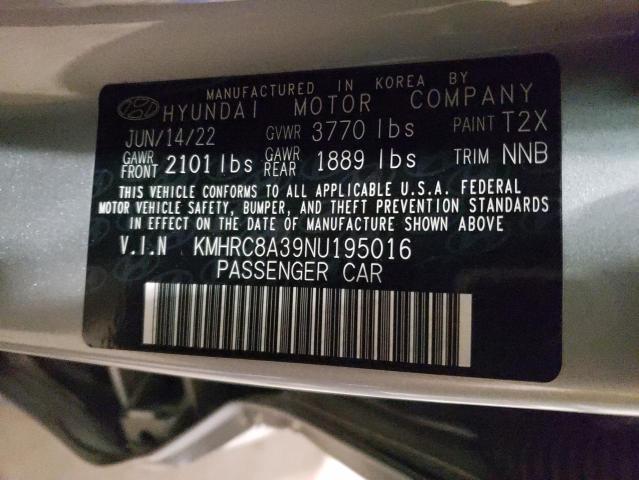 MANUFACTURED IN KOREA BY
HYUNDAI MOTOR COMPANY
JUN/14/22 GVWR 3770 lbs PAINT T2X
GAWR FRONT 2101 lbs GAWR REAR 1889 lbs TRIM NNB
THIS VEHICLE CONFORMS TO ALL APPLICABLE U.S.A. FEDERAL
MOTOR VEHICLE SAFETY, BUMPER, AND THEFT PREVENTION STANDARDS
IN EFFECT ON THE DATE OF MANUFACTURE SHOWN ABOVE
V.I.N KMHRC8A39NU195016
PASSENGER CAR